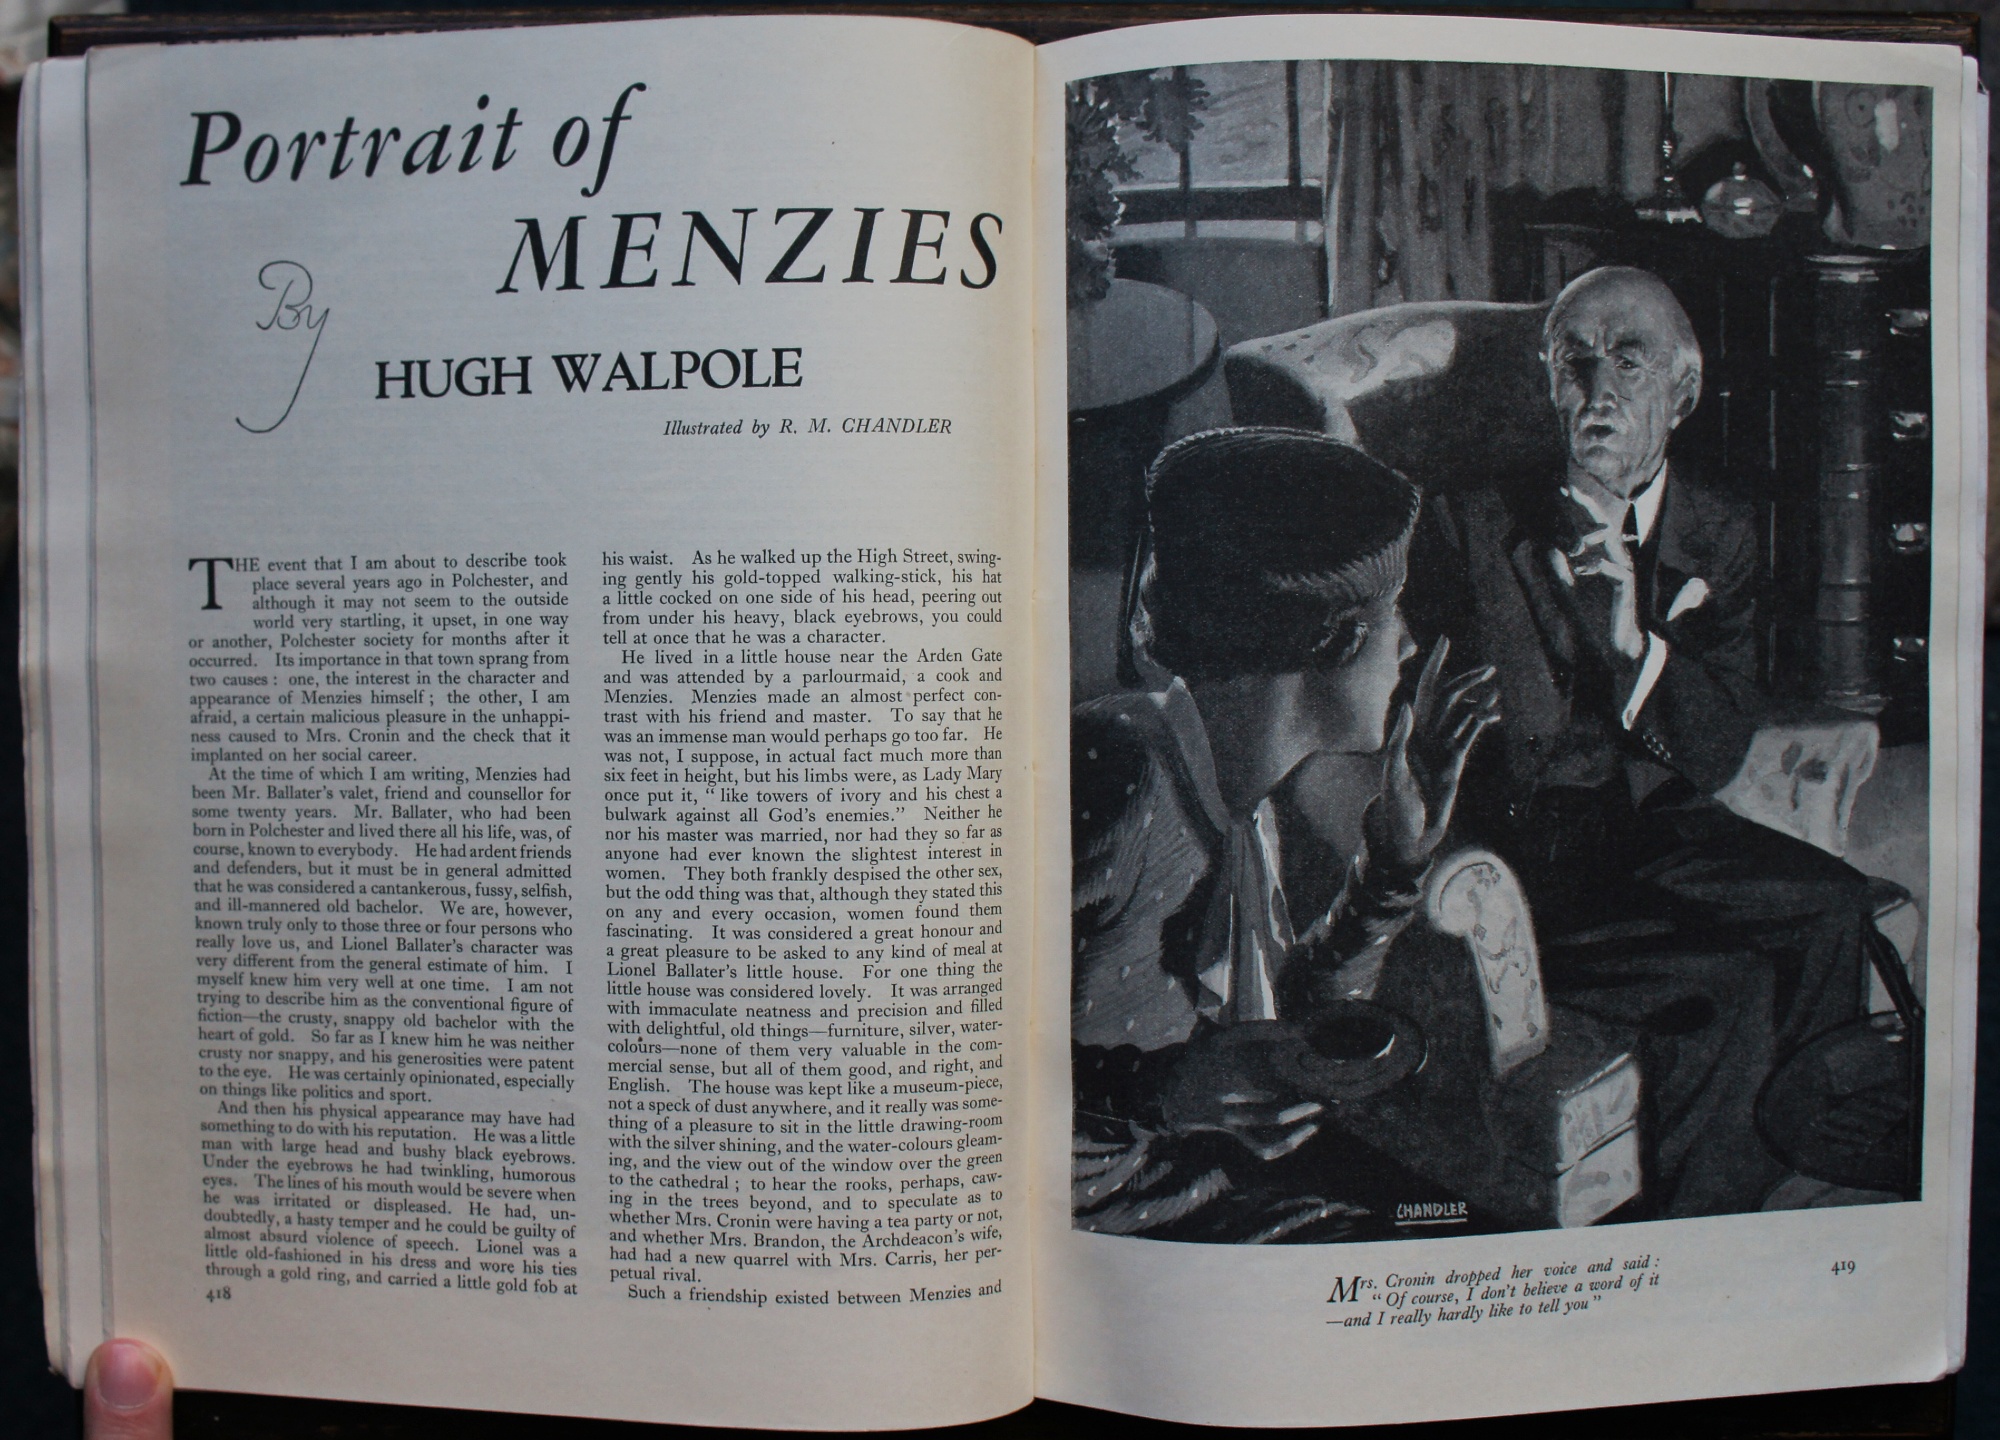 Portrait of
MENZIES
By
HUGH WALPOLE
Illustrated by R. M. CHANDLER
THE event that I am about to describe took
place several years ago in Polchester, and
although it may not seem to the outside
world very startling, it upset, in one way
or another, Polchester society for months after it
occurred. Its importance in that town sprang from
two causes: one, the interest in the character and
appearance of Menzies himself; the other, I am
afraid, a certain malicious pleasure in the unhappi-
ness caused to Mrs. Cronin and the check that it
implanted on her social career.
At the time of which I am writing, Menzies had
been Mr. Ballater's valet, friend and counsellor for
some twenty years. Mr. Ballater, who had been
born in Polchester and lived there all his life, was, of
course, known to everybody. He had ardent friends
and defenders, but it must be in general admitted
that he was considered a cantankerous, fussy, selfish,
and ill-mannered old bachelor. We are, however,
known truly only to those three or four persons who
really love us, and Lionel Ballater's character was
very different from the general estimate of him. I
myself knew him very well at one time. I am not
trying to describe him as the conventional figure of
fiction—the crusty, snappy old bachelor with the
heart of gold. So far as I knew him he was neither
crusty nor snappy, and his generosities were patent
to the eye. He was certainly opinionated, especially
on things like politics and sport.
And then his physical appearance may have had
something to do with his reputation. He was a little
man with large head and bushy black eyebrows.
Under the eyebrows he had twinkling, humorous
eyes. The lines of his mouth would be severe when
he was irritated or displeased. He had, un-
doubtedly, a hasty temper and he could be guilty of
almost absurd violence of speech. Lionel was a
little old-fashioned in his dress and wore his ties
through a gold ring, and carried a little gold fob at
418
his waist. As he walked up the High Street, swing-
ing gently his gold-topped walking-stick, his hat
a little cocked on one side of his head, peering out
from under his heavy, black eyebrows, you could
tell at once that he was a character.
He lived in a little house near the Arden Gate
and was attended by a parlourmaid, a cook and
Menzies. Menzies made an almost perfect con-
trast with his friend and master. To say that he
was an immense man would perhaps go too far. He
was not, I suppose, in actual fact much more than
six feet in height, but his limbs were, as Lady Mary
once put it, "like towers of ivory and his chest a
bulwark against all God's enemies." Neither he
nor his master was married, nor had they so far as
anyone had ever known the slightest interest in
women. They both frankly despised the other sex,
but the odd thing was that, although they stated this
on any and every occasion, women found them
fascinating. It was considered a great honour and
a great pleasure to be asked to any kind of meal at
Lionel Ballater's little house. For one thing the
little house was considered lovely. It was arranged
with immaculate neatness and precision and filled
with delightful, old things—furniture, silver, water-
colours—none of them very valuable in the com-
mercial sense, but all of them good, and right, and
English. The house was kept like a museum-piece,
not a speck of dust anywhere, and it really was some-
thing of a pleasure to sit in the little drawing-room
with the silver shining, and the water-colours gleam-
ing, and the view out of the window over the green
to the cathedral; to hear the rooks, perhaps, caw-
ing in the trees beyond, and to speculate as to
whether Mrs. Cronin were having a tea party or not,
and whether Mrs. Brandon, the Archdeacon's wife,
had had a new quarrel with Mrs. Carris, her per-
petual rival.
Such a friendship existed between Menzies and
CHANDLER
Mrs. Cronin dropped her voice and said:
"Of course, I don't believe a word of it
—and I really hardly like to tell you"
419